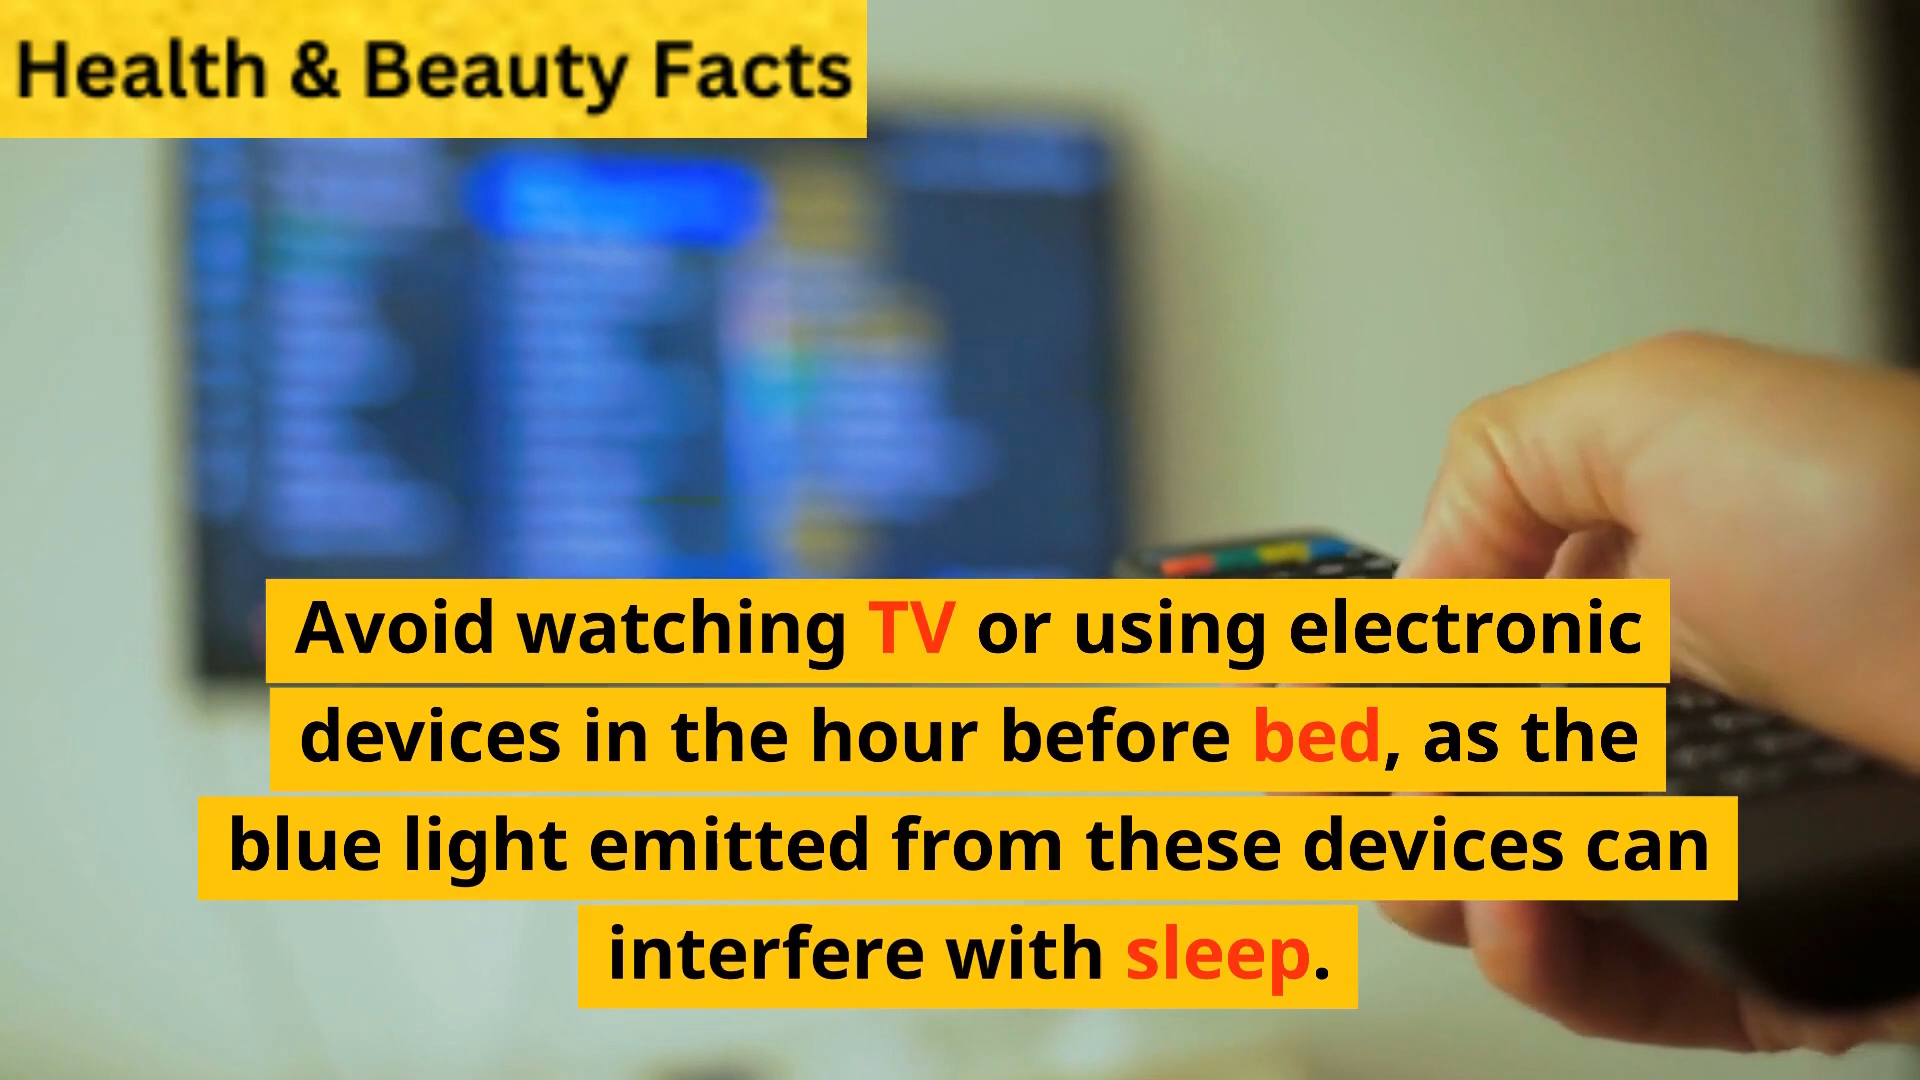 Health & Beauty Facts
Avoid watching TV or using electronic
devices in the hour before bed, as the
blue light emitted from these devices can
interfere with sleep.